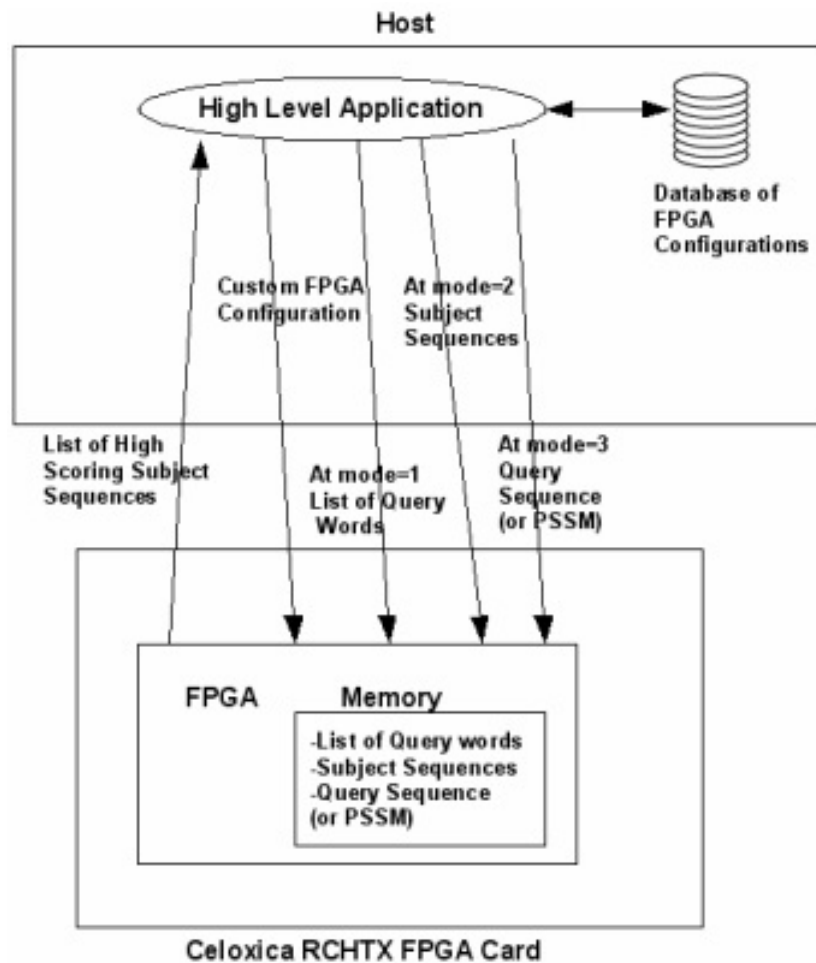 Host
High Level Application
Database of
FPGA
Configurations
Custom FPGA
Configuration
At mode=2
Subject
Sequences
List of High
Scoring Subject
Sequences
At mode=1
List of Query
Words
At mode=3
Query
Sequence
(or PSSM)
FPGA
Memory
-List of Query words
-Subject Sequences
-Query Sequence
(or PSSM)
Celoxica RCHTX FPGA Card